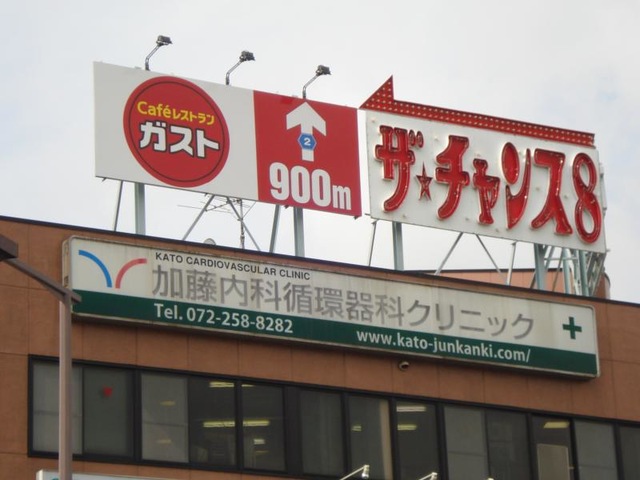 Caféレストラン
ガスト
2
900m
ザ・チャンス8
KATO CARDIOVASCULAR CLINIC
加藤内科循環器科クリニック
Tel. 072-258-8282
www.kato-junkanki.com/